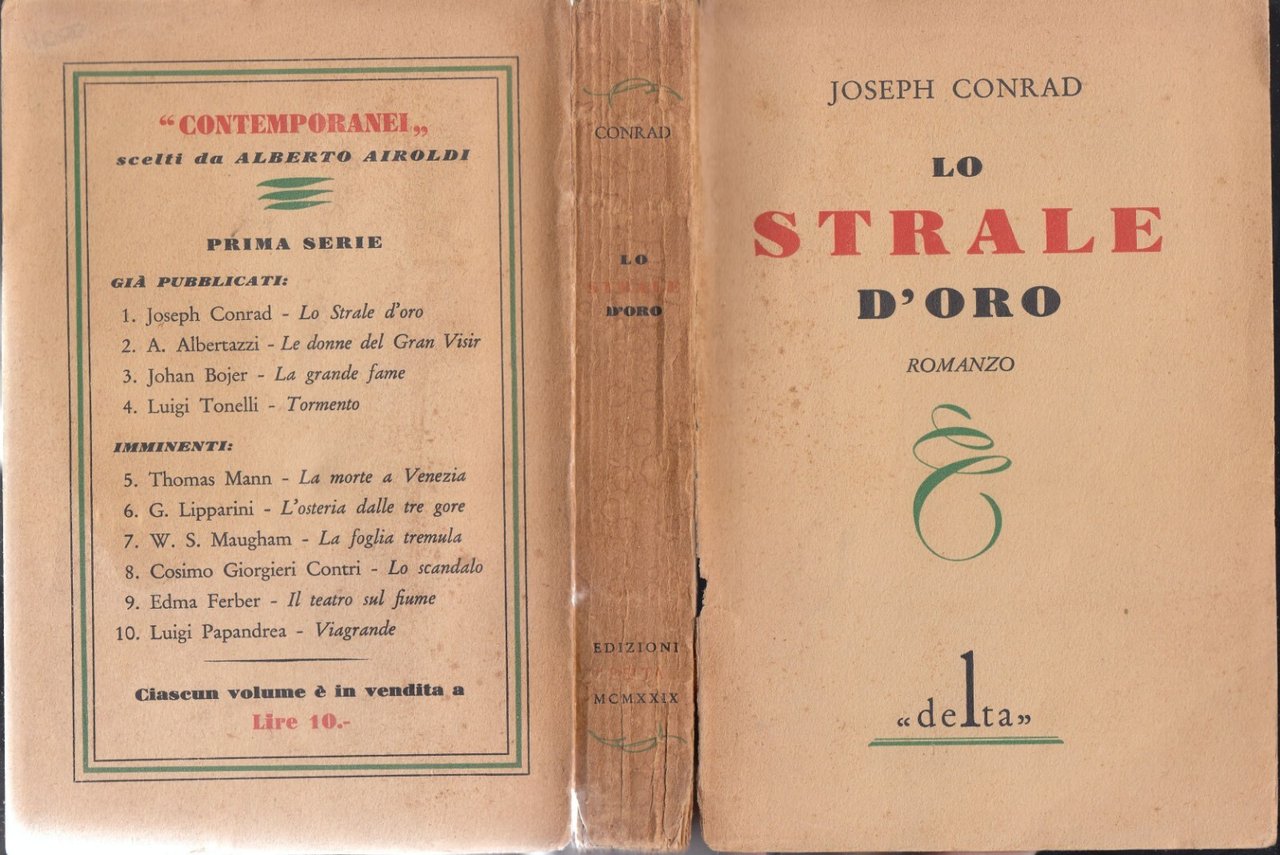 “CONTEMPORANEI„
scelti da ALBERTO AIROLDI
PRIMA SERIE
GIÀ PUBBLICATI:
1. Joseph Conrad - Lo Strale d'oro
2. A. Albertazzi - Le donne del Gran Visir
3. Johan Bojer - La grande fame
4. Luigi Tonelli - Tormento
IMMINENTI:
5. Thomas Mann - La morte a Venezia
6. G. Lipparini - L'osteria dalle tre gore
7. W. S. Maugham - La foglia tremula
8. Cosimo Giorgieri Contri - Lo scandalo
9. Edma Ferber - Il teatro sul fiume
10. Luigi Papandrea - Viagrande
Ciascun volume è in vendita a
Lire 10.-
CONRAD
LO
STRALE
D'ORO
EDIZIONI
MCMXXIX
JOSEPH CONRAD
LO
STRALE
D'ORO
ROMANZO
“delta”